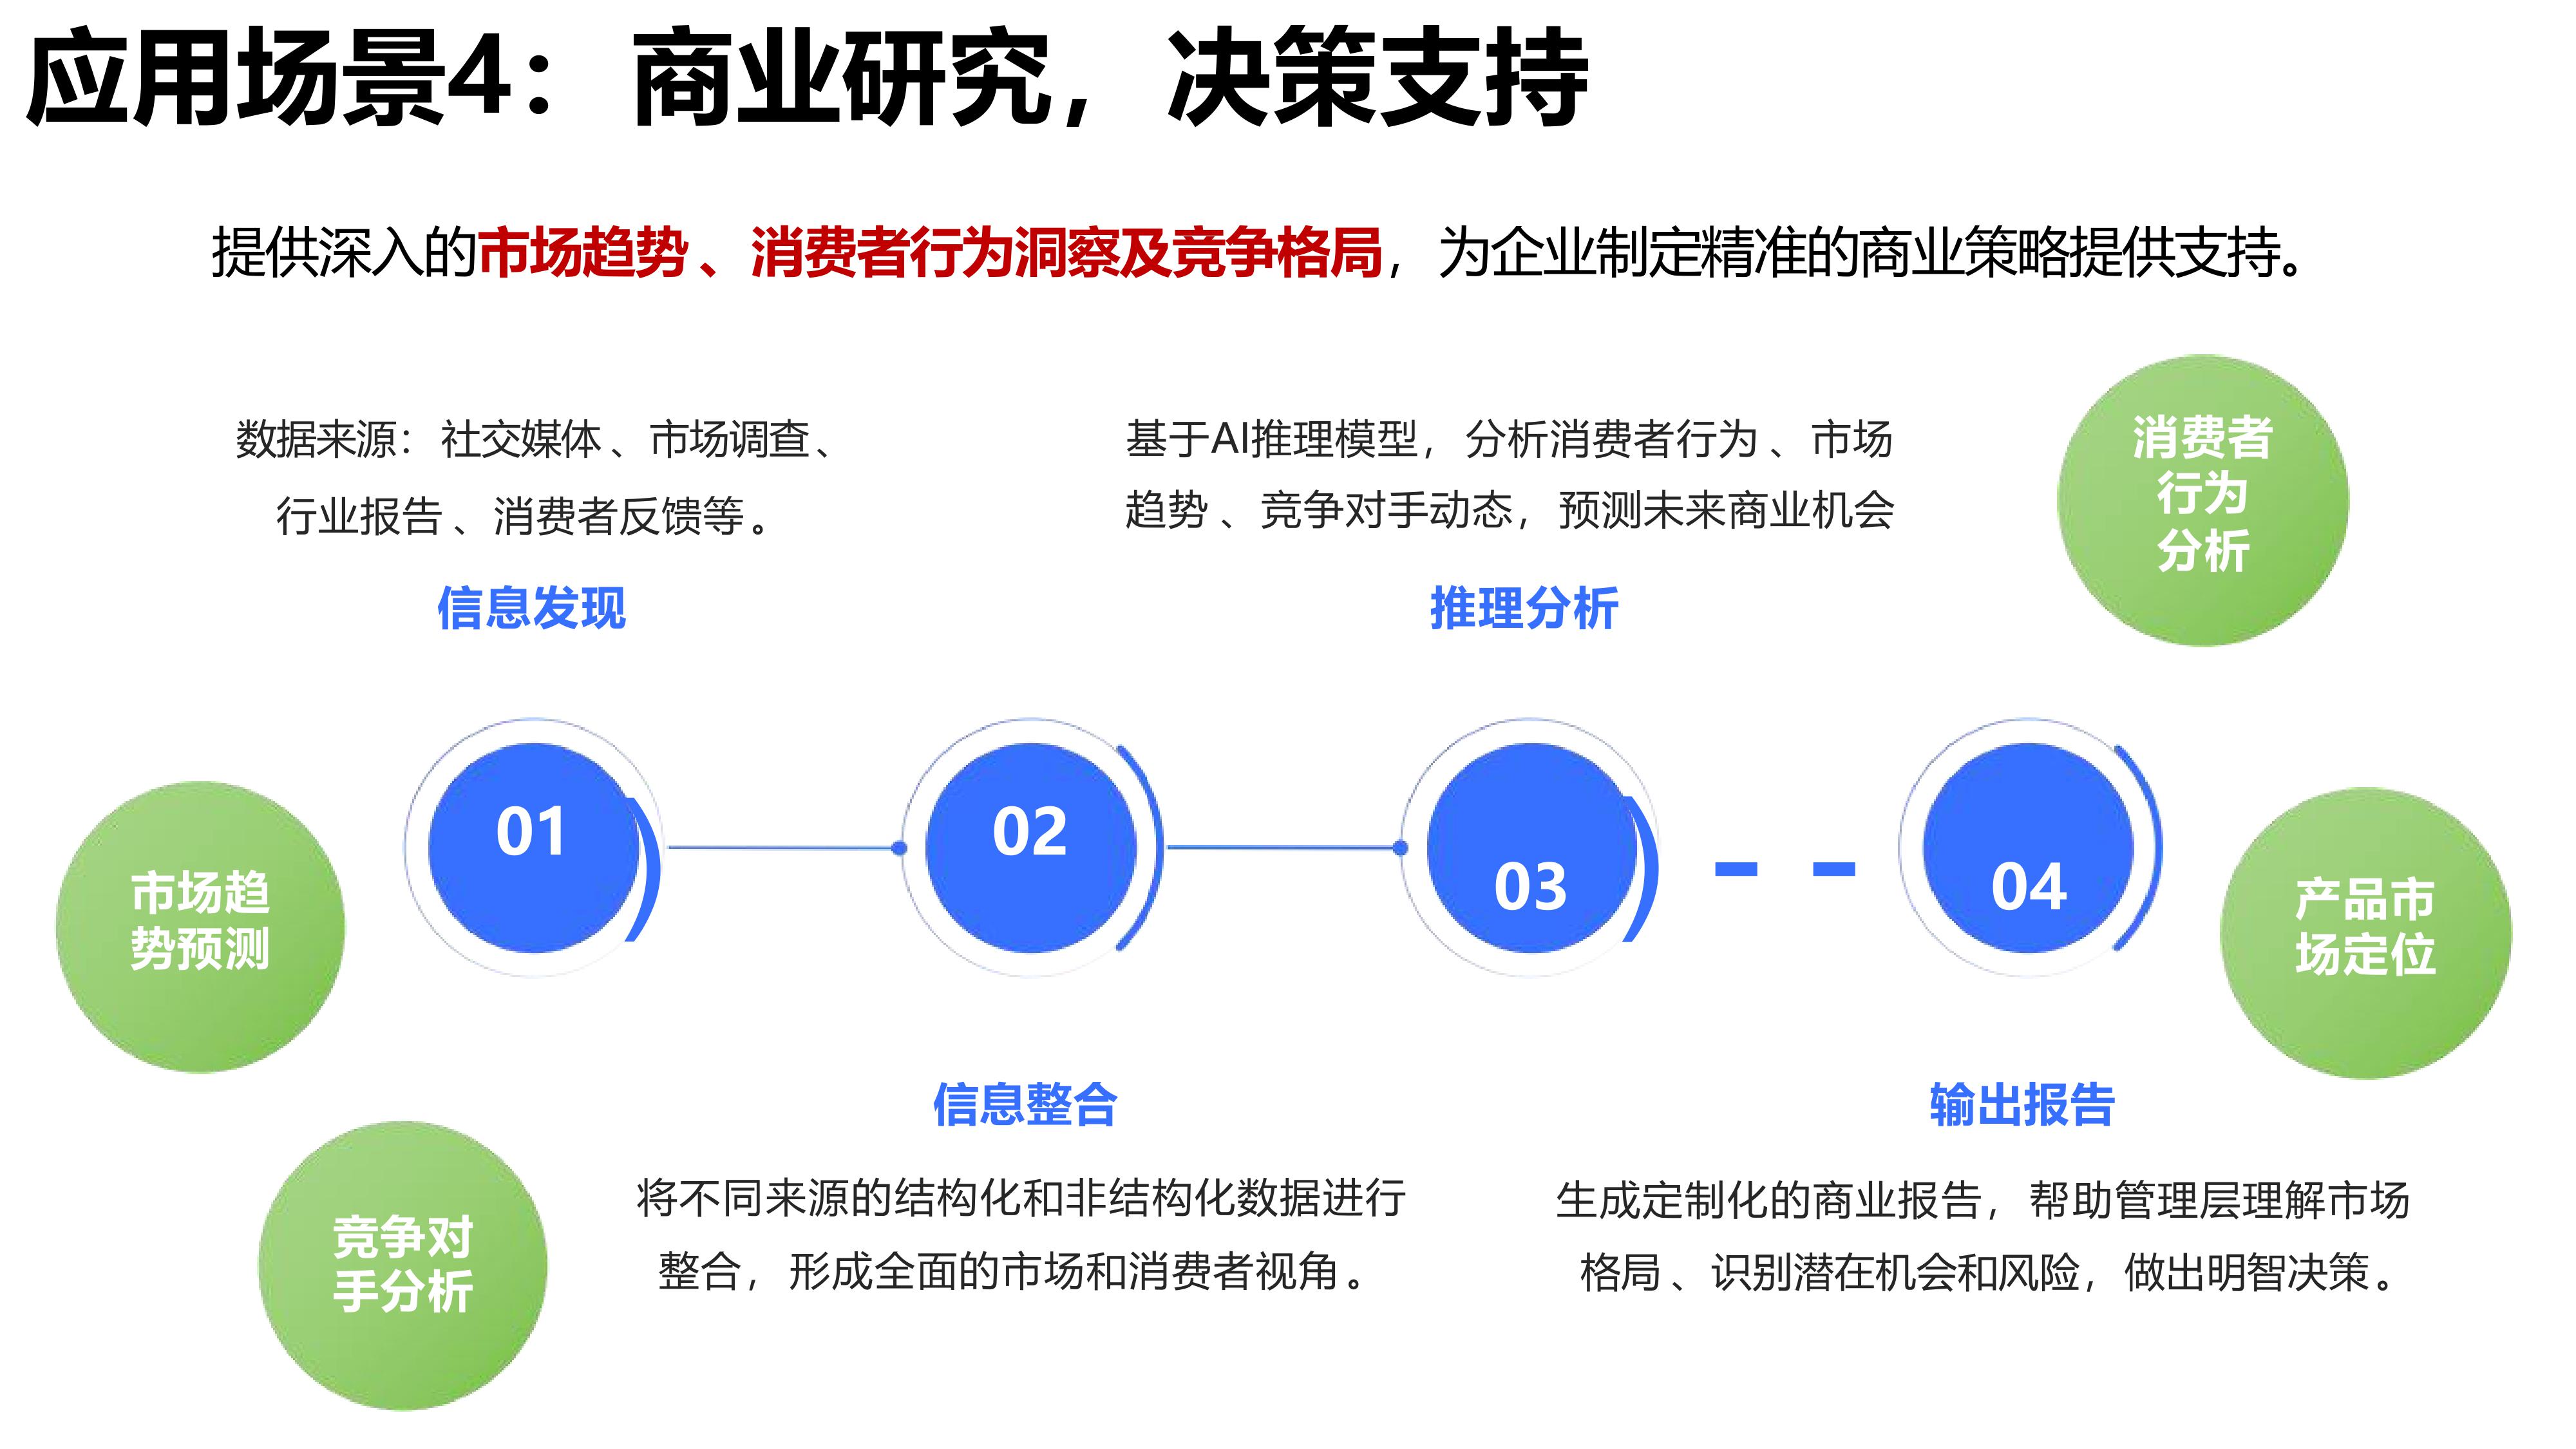 应用场景4：商业研究，决策支持
提供深入的市场趋势、消费者行为洞察及竞争格局，为企业制定精准的商业策略提供支持。
数据来源：社交媒体、市场调查、
行业报告、消费者反馈等。
信息发现
基于AI推理模型，分析消费者行为、市场
趋势、竞争对手动态，预测未来商业机会
推理分析
消费者
行为
分析
01
02
03
04
市场趋
势预测
产品市
场定位
信息整合
将不同来源的结构化和非结构化数据进行
整合，形成全面的市场和消费者视角。
输出报告
生成定制化的商业报告，帮助管理层理解市场
格局、识别潜在机会和风险，做出明智决策。
竞争对
手分析